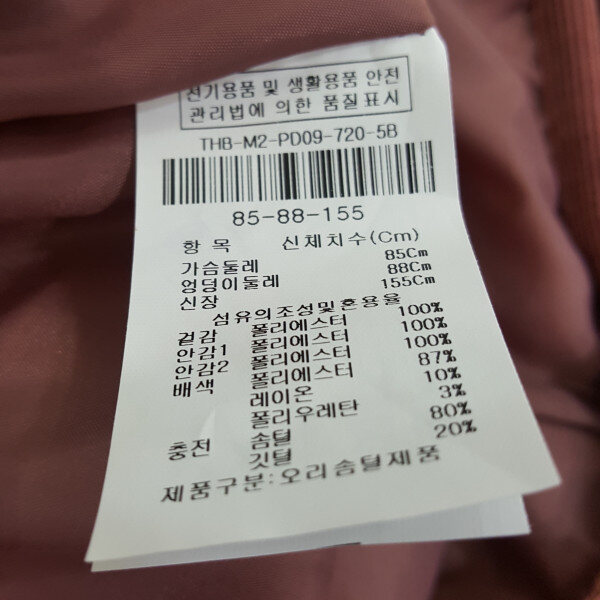 전기용품 및 생활용품 안전
관리법에 의한 품질표시
THB-M2-PD09-720-5B
85-88-155
항 목 신체치수(Cm)
가슴둘레 85Cm
엉덩이둘레 88Cm
신장 155Cm
섬유의조성및혼용율
겉감 폴리에스터 100%
안감1 폴리에스터 100%
안감2 폴리에스터 100%
배색 폴리에스터 87%
레이온 10%
폴리우레탄 3%
충전 솜털 80%
깃털 20%
제품구분:오리솜털제품